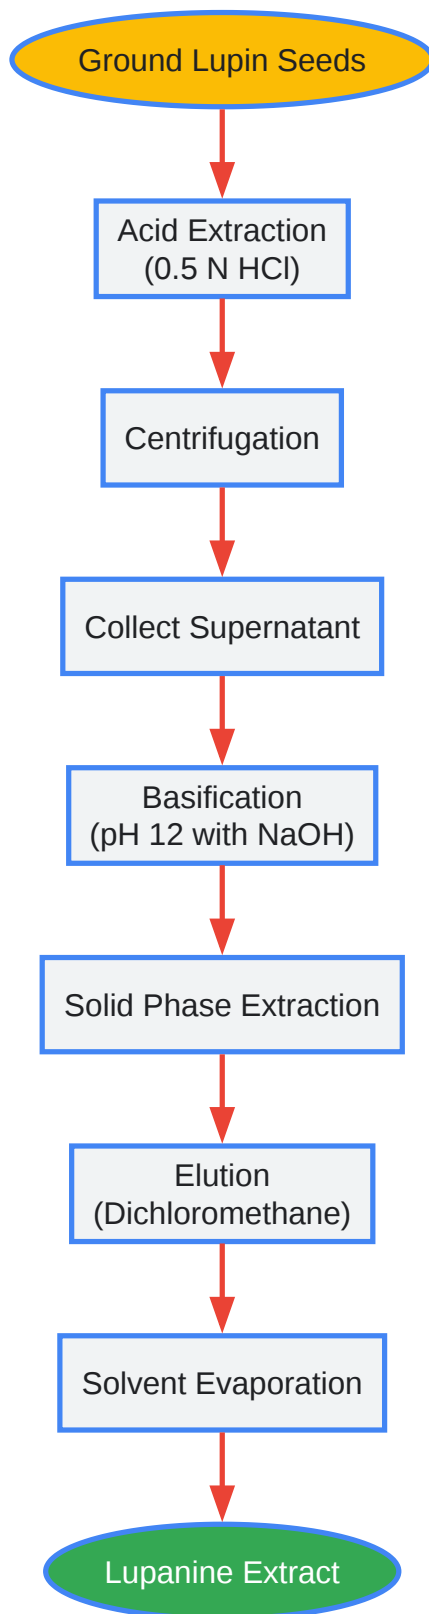 Ground Lupin Seeds
Acid Extraction
(0.5 N HCl)
Centrifugation
Collect Supernatant
Basification
(pH 12 with NaOH)
Solid Phase Extraction
Elution
(Dichloromethane)
Solvent Evaporation
Lupanine Extract